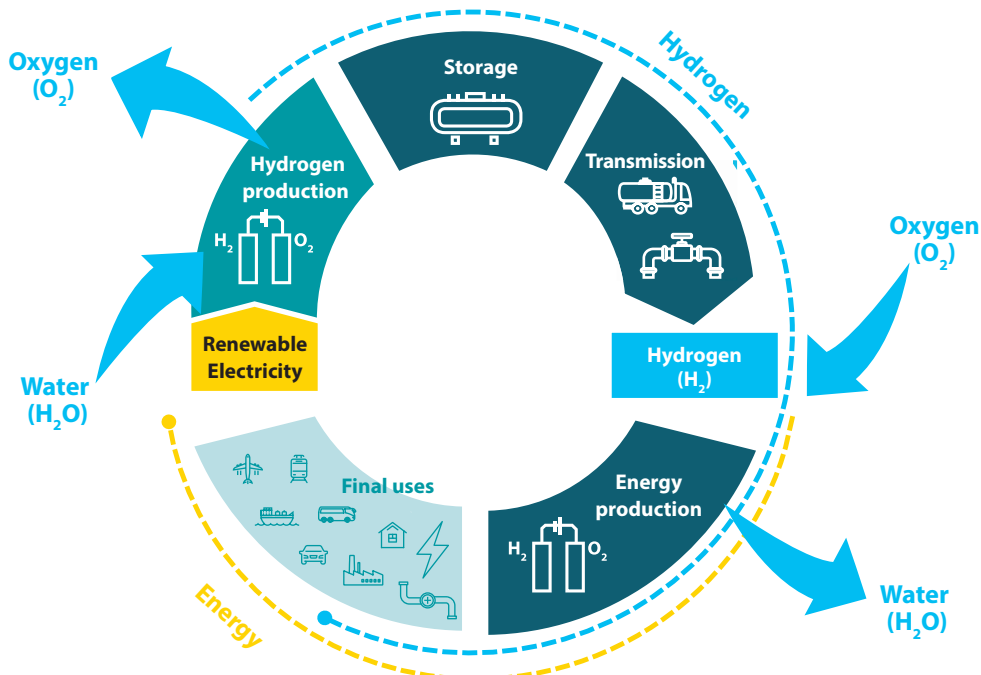 Oxygen
(O₂)
Storage
Hydrogen
Hydrogen
production
H₂
O₂
Transmission
Oxygen
(O₂)
Renewable
Electricity
Hydrogen
(H₂)
Water
(H₂O)
Final uses
Energy
production
H₂
O₂
Energy
Water
(H₂O)